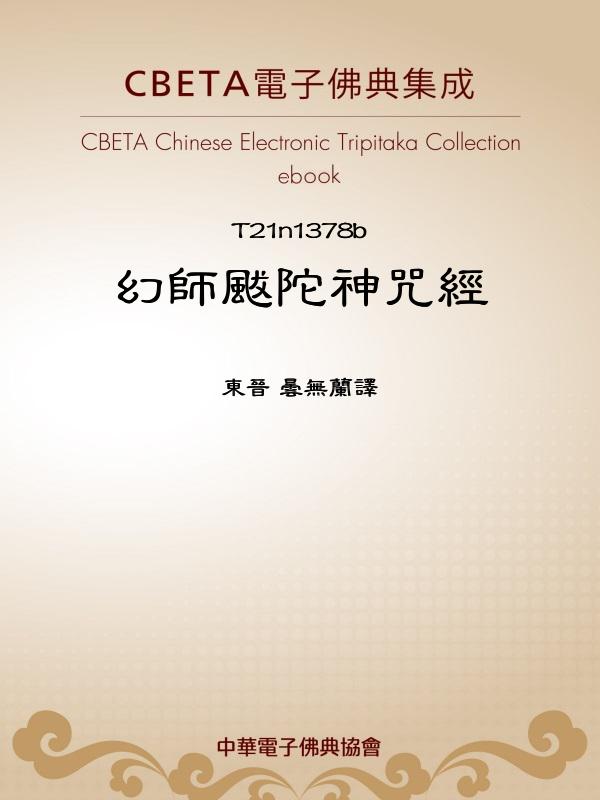 CBETA電子佛典集成
CBETA Chinese Electronic Tripitaka Collection
ebook
T21n1378b
幻師颰陀神咒經
東晉 曇無蘭譯
中華電子佛典協會